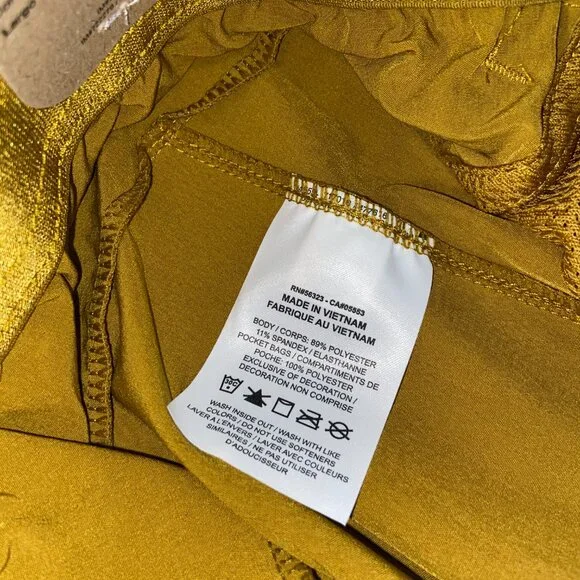 Largo
RN#56323 - CA#05553
MADE IN VIETNAM
FABRIQUE AU VIETNAM
BODY / CORPS: 89% POLYESTER
11% SPANDEX / ELASTHANNE
POCKET BAGS / COMPARTIMENTS DE
POCHE: 100% POLYESTER
EXCLUSIVE OF DECORATION /
DECORATION NON COMPRISE
WASH INSIDE OUT / WASH WITH LIKE
COLORS / DO NOT USE SOFTENERS
LAVER A L'ENVERS / LAVER AVEC COULEURS
SIMILAIRES / NE PAS UTILISER
D'ADOUCISSEUR